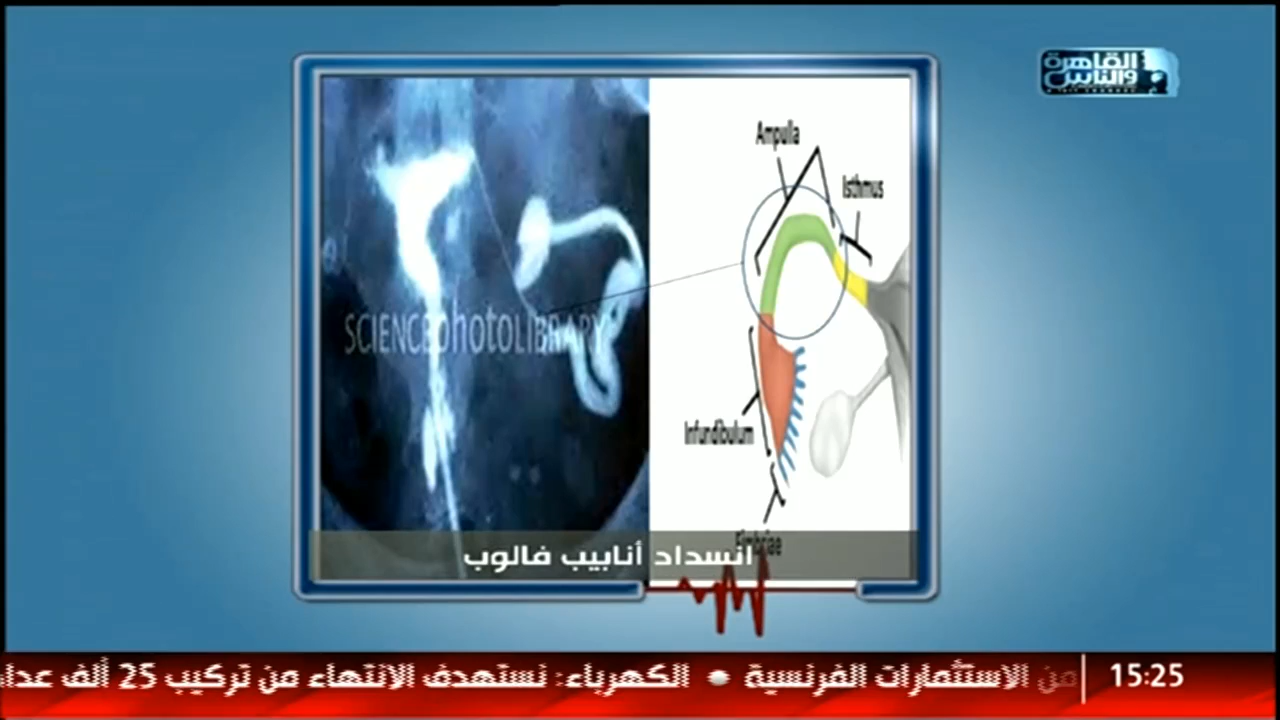 القاهرة
والناس
Ampulla
Isthmus
SCIENCEphotoLIBRARY
Infundibulum
Fimbriae
انسداد أنابيب فالوب
15:25
من الاستثمارات الفرنسية • الكهرباء: نستهدف الانتهاء من تركيب 25 ألف